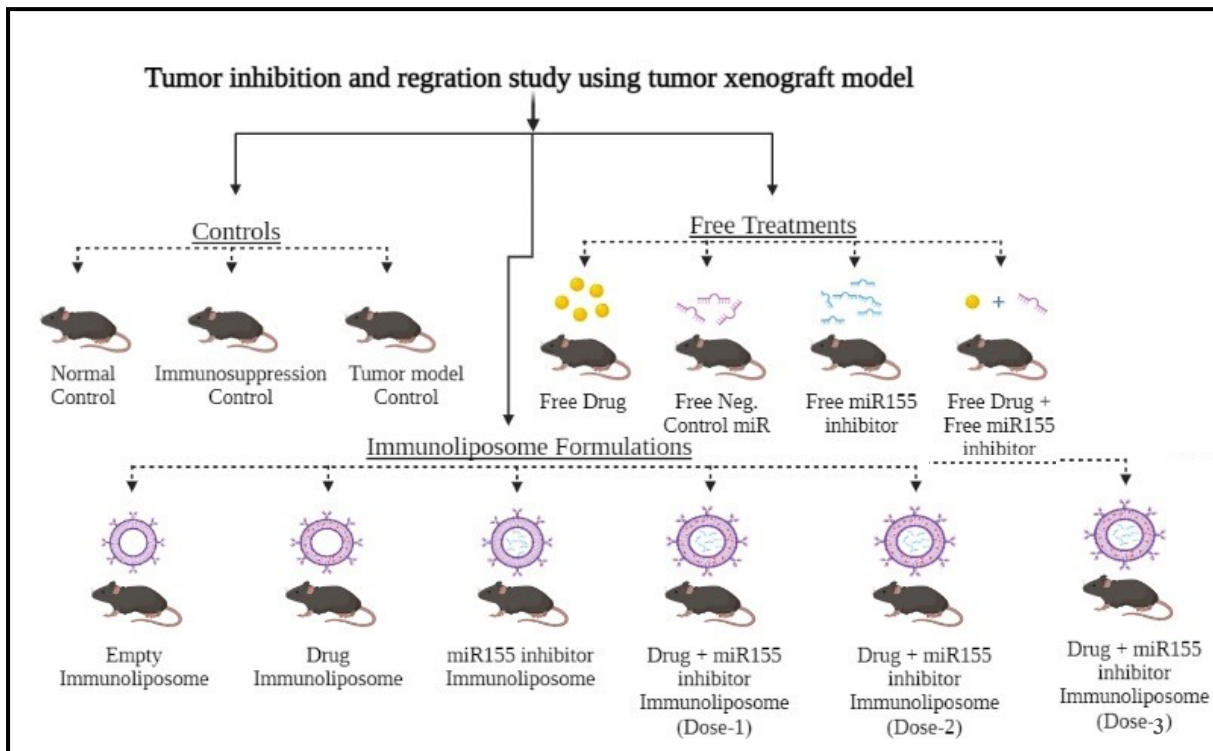 Tumor inhibition and regration study using tumor xenograft model
Controls
Normal
Control
Immunosuppression
Control
Tumor model
Control
Free Treatments
+
Free Drug
Free Neg.
Control miR
Free miR155
inhibitor
Free Drug +
Free miR155
inhibitor
Immunoliposome Formulations
Empty
Immunoliposome
Drug
Immunoliposome
miR155 inhibitor
Immunoliposome
Drug + miR155
inhibitor
Immunoliposome
(Dose-1)
Drug + miR155
inhibitor
Immunoliposome
(Dose-2)
Drug + miR155
inhibitor
Immunoliposome
(Dose-3)